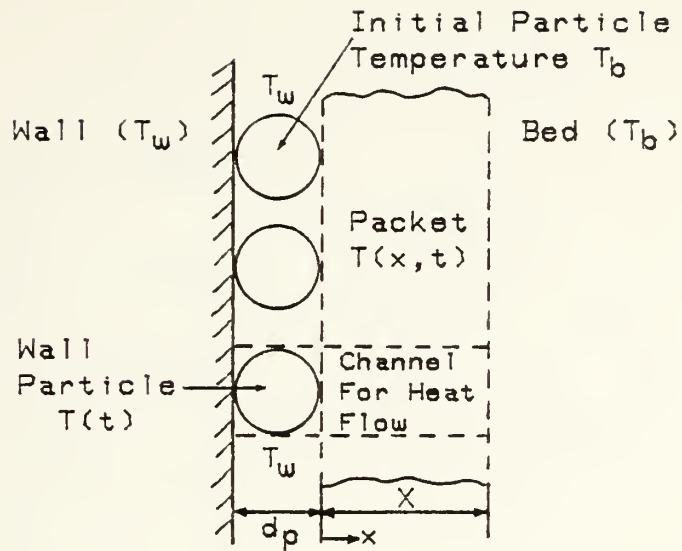 Initial Particle
Temperature T_b
T_w
Wall (T_w)
Bed (T_b)
Packet
T(x,t)
Wall
Particle
T(t)
Channel
For Heat
Flow
T_w
X
d_p
x